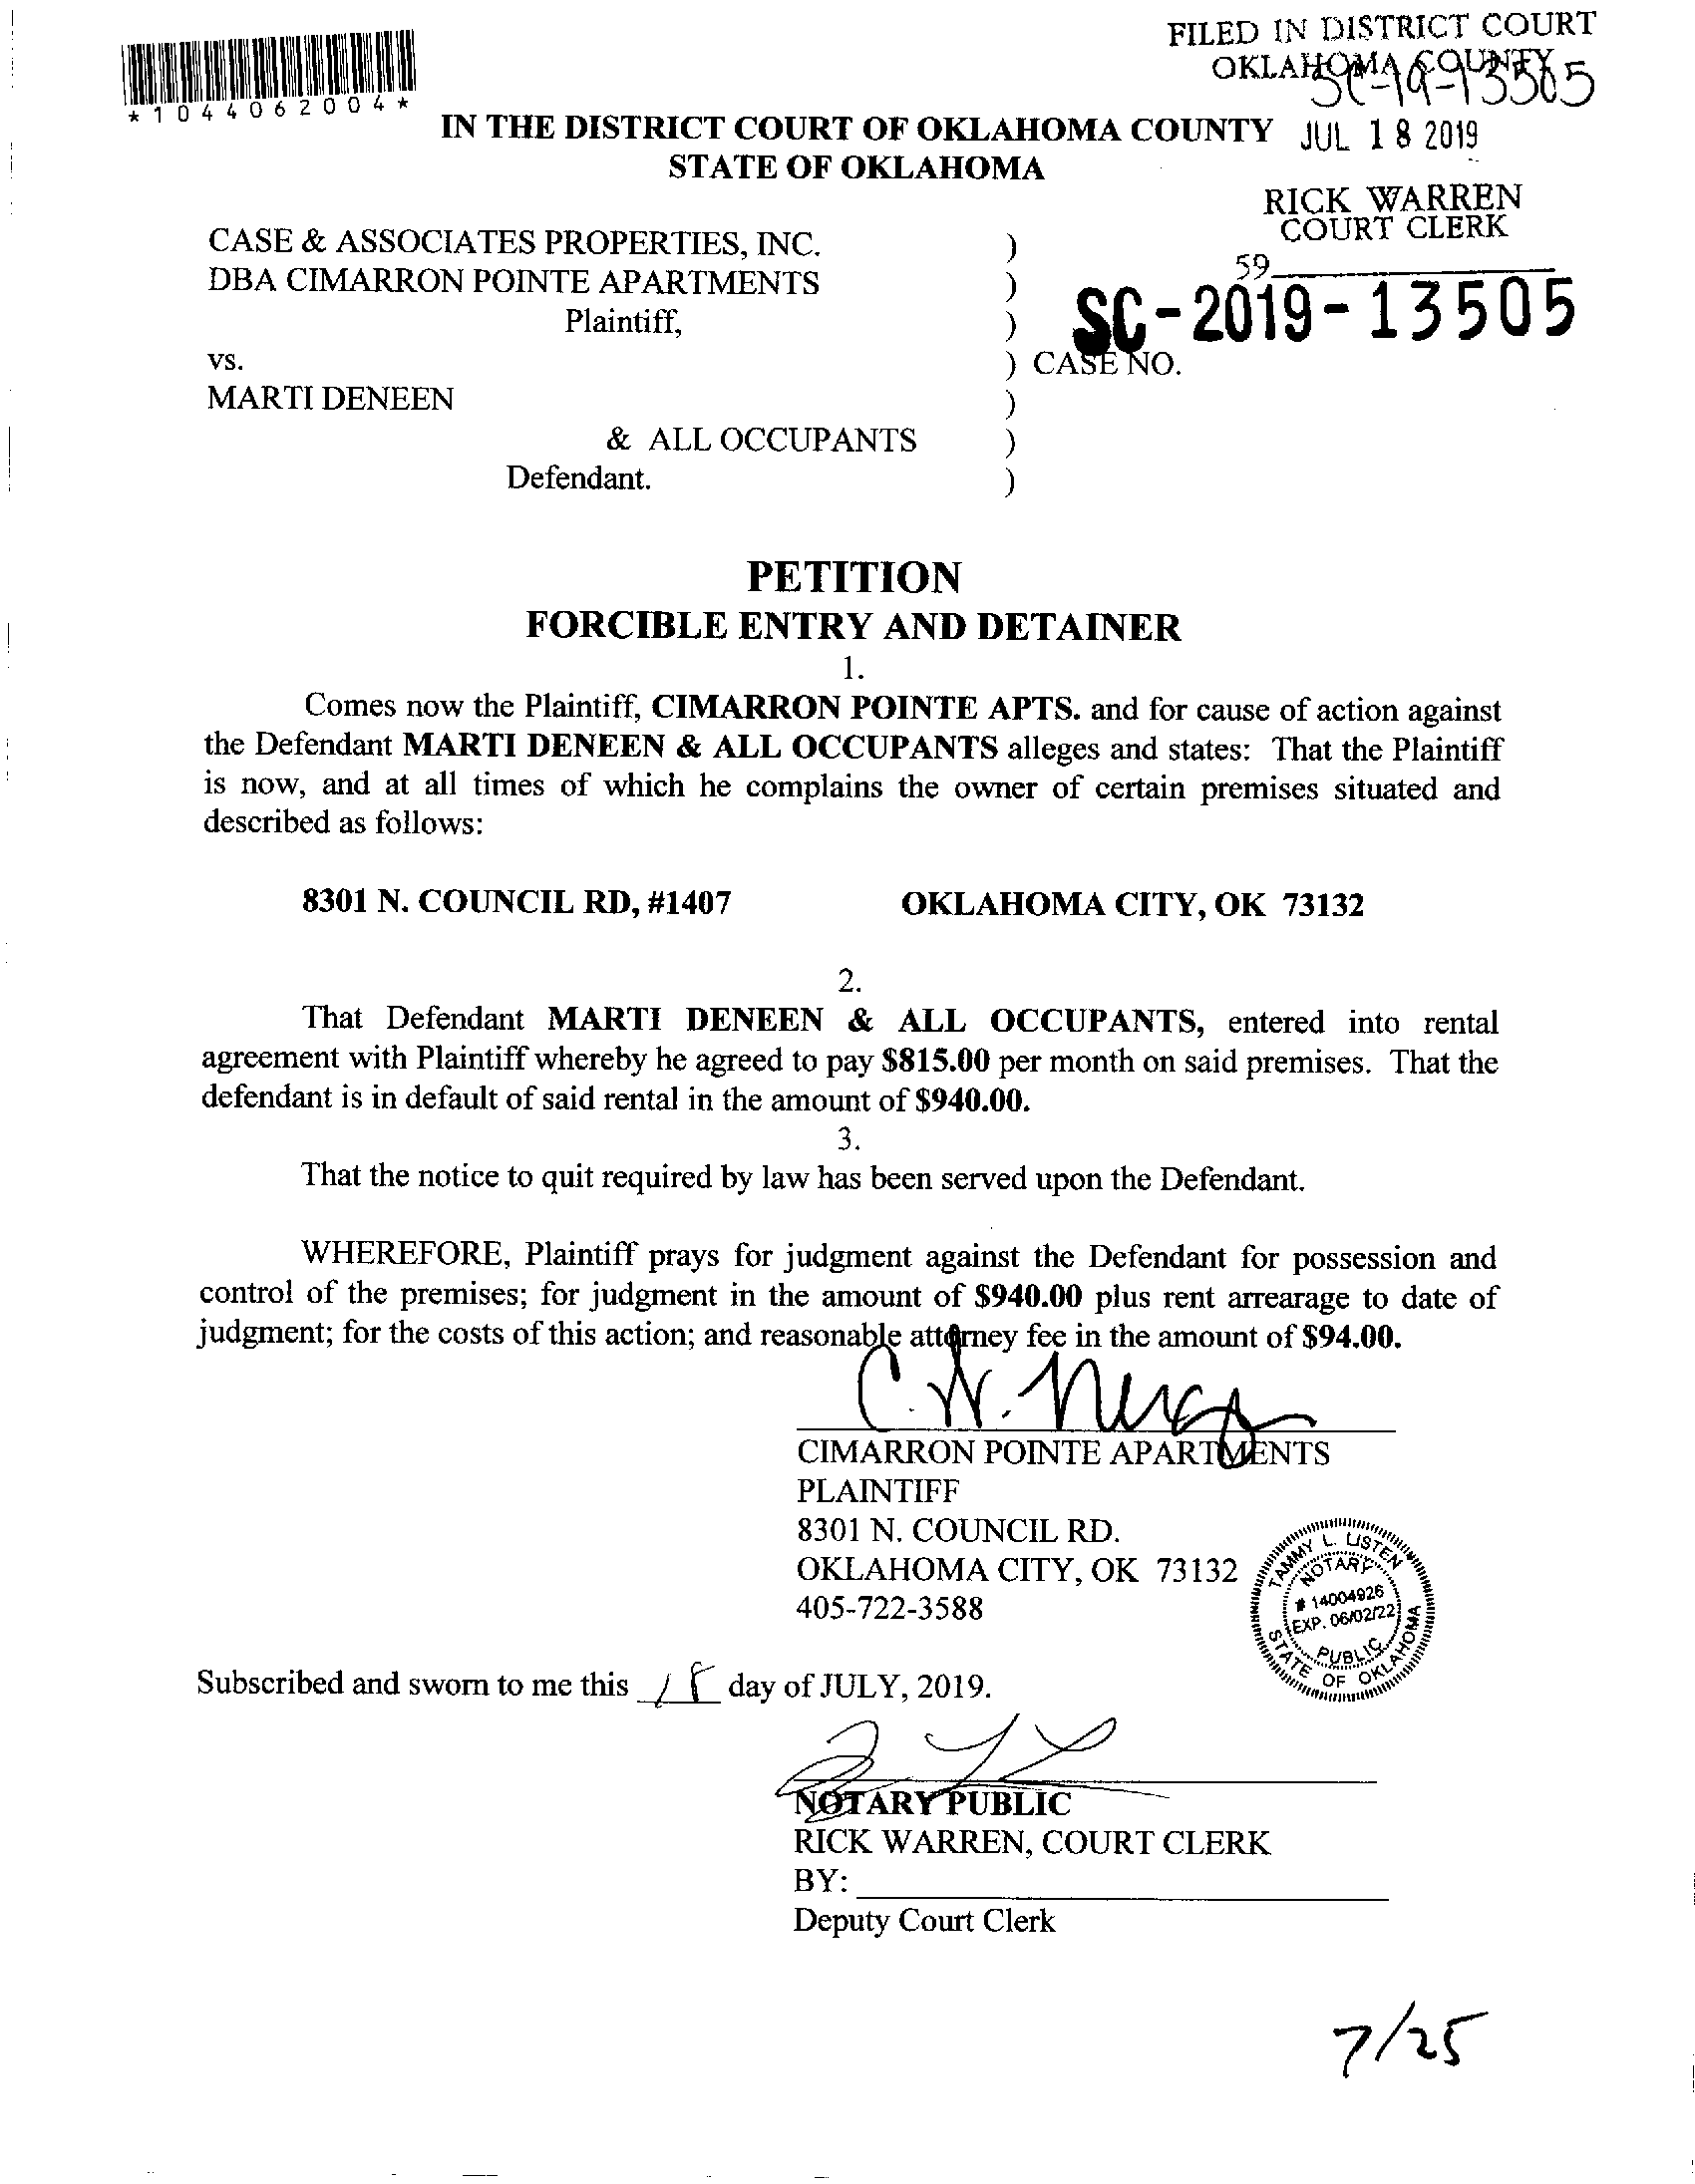 FILED IN DISTRICT COURT
OKLAHOMA COUNTY
SC-19-13505
*1044062004*
IN THE DISTRICT COURT OF OKLAHOMA COUNTY JUL 18 2019
STATE OF OKLAHOMA
RICK WARREN
COURT CLERK
59
CASE & ASSOCIATES PROPERTIES, INC. )
DBA CIMARRON POINTE APARTMENTS )
Plaintiff, ) SC-2019-13505
vs. ) CASE NO.
MARTI DENEEN )
& ALL OCCUPANTS )
Defendant. )
PETITION
FORCIBLE ENTRY AND DETAINER
1.
Comes now the Plaintiff, CIMARRON POINTE APTS. and for cause of action against
the Defendant MARTI DENEEN & ALL OCCUPANTS alleges and states: That the Plaintiff
is now, and at all times of which he complains the owner of certain premises situated and
described as follows:
8301 N. COUNCIL RD, #1407 OKLAHOMA CITY, OK 73132
2.
That Defendant MARTI DENEEN & ALL OCCUPANTS, entered into rental
agreement with Plaintiff whereby he agreed to pay $815.00 per month on said premises. That the
defendant is in default of said rental in the amount of $940.00.
3.
That the notice to quit required by law has been served upon the Defendant.
WHEREFORE, Plaintiff prays for judgment against the Defendant for possession and
control of the premises; for judgment in the amount of $940.00 plus rent arrearage to date of
judgment; for the costs of this action; and reasonable attorney fee in the amount of $94.00.
CIMARRON POINTE APARTMENTS
PLAINTIFF
8301 N. COUNCIL RD.
OKLAHOMA CITY, OK 73132
405-722-3588
TAMMY L. LISTEN
NOTARY
# 14004926
EXP. 06/02/22
PUBLIC
STATE OF OKLAHOMA
Subscribed and sworn to me this 18 day of JULY, 2019.
NOTARY PUBLIC
RICK WARREN, COURT CLERK
BY:
Deputy Court Clerk
7/25